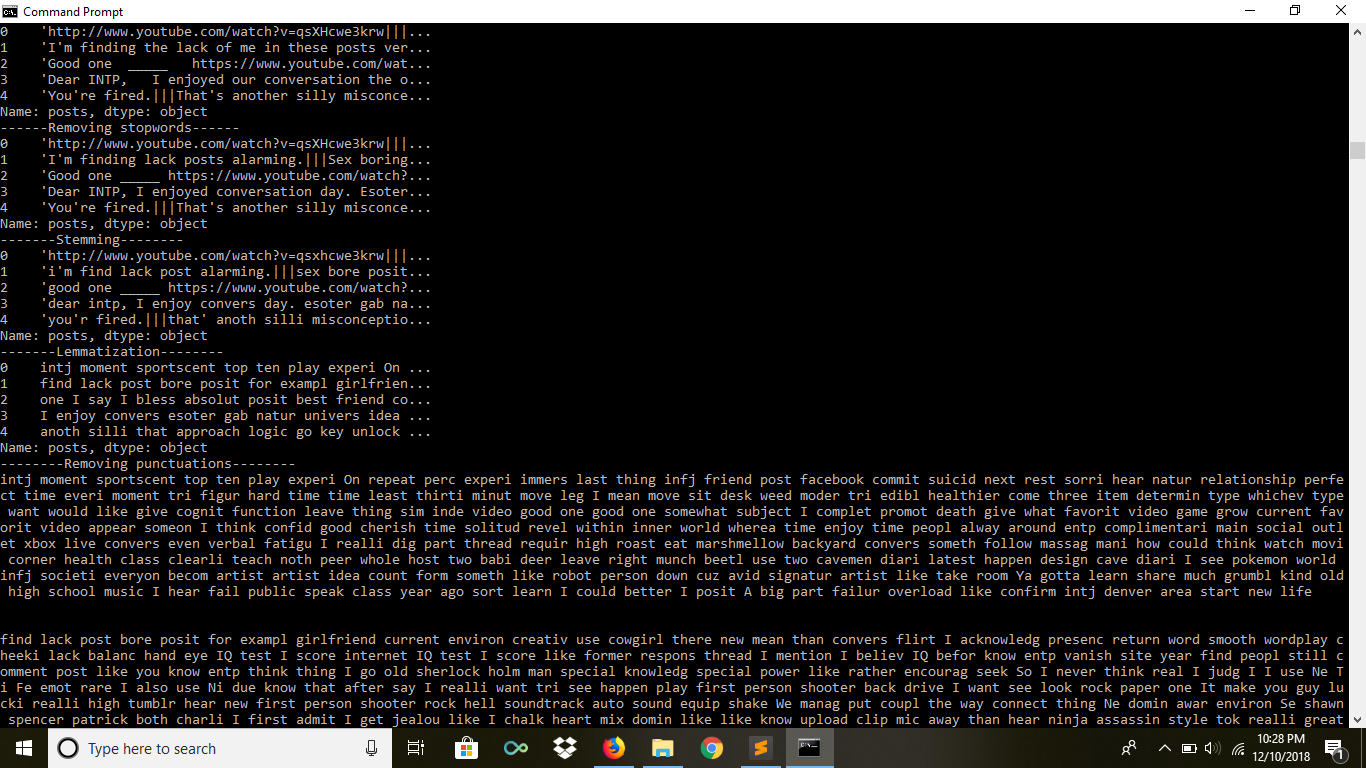 Command Prompt
0 'http://www.youtube.com/watch?v=qsXHcwe3krw|||...
1 'I'm finding the lack of me in these posts ver...
2 'Good one _____ https://www.youtube.com/wat...
3 'Dear INTP, I enjoyed our conversation the o...
4 'You're fired.|||That's another silly misconce...
Name: posts, dtype: object
------Removing stopwords------
0 'http://www.youtube.com/watch?v=qsXHcwe3krw|||...
1 'I'm finding lack posts alarming.|||Sex boring...
2 'Good one _____ https://www.youtube.com/watch?...
3 'Dear INTP, I enjoyed conversation day. Esoter...
4 'You're fired.|||That's another silly misconce...
Name: posts, dtype: object
-------Stemming--------
0 'http://www.youtube.com/watch?v=qsxhcwe3krw|||...
1 'i'm find lack post alarming.|||sex bore posit...
2 'good one _____ https://www.youtube.com/watch?...
3 'dear intp, I enjoy convers day. esoter gab na...
4 'you'r fired.|||that' anoth silli misconceptio...
Name: posts, dtype: object
-------Lemmatization--------
0 intj moment sportscent top ten play experi On ...
1 find lack post bore posit for exampl girlfrien...
2 one I say I bless absolut posit best friend co...
3 I enjoy convers esoter gab natur univers idea ...
4 anoth silli that approach logic go key unlock ...
Name: posts, dtype: object
--------Removing punctuations--------
intj moment sportscent top ten play experi On repeat perc experi immers last thing infj friend post facebook commit suicid next rest sorri hear natur relationship perfe
ct time everi moment tri figur hard time time least thirti minut move leg I mean move sit desk weed moder tri edibl healthier come three item determin type whichev type
want would like give cognit function leave thing sim inde video good one good one somewhat subject I complet promot death give what favorit video game grow current fav
orit video appear someon I think confid good cherish time solitud revel within inner world wherea time enjoy time peopl alway around entp complimentari main social outl
et xbox live convers even verbal fatigu I realli dig part thread requir high roast eat marshmellow backyard convers someth follow massag mani how could think watch movi
corner health class clearli teach noth peer whole host two babi deer leave right munch beetl use two cavemen diari latest happen design cave diari I see pokemon world
infj societi everyon becom artist artist idea count form someth like robot person down cuz avid signatur artist like take room Ya gotta learn share much grumbl kind old
high school music I hear fail public speak class year ago sort learn I could better I posit A big part failur overload like confirm intj denver area start new life
find lack post bore posit for exampl girlfriend current environ creativ use cowgirl there new mean than convers flirt I acknowledg presenc return word smooth wordplay c
heeki lack balanc hand eye IQ test I score internet IQ test I score like former respons thread I mention I believ IQ befor know entp vanish site year find peopl still c
omment post like you know entp think thing I go old sherlock holm man special knowledg special power like rather encourag seek So I never think real I judg I I use Ne T
i Fe emot rare I also use Ni due know that after say I realli want tri see happen play first person shooter back drive I want see look rock paper one It make you guy lu
cki realli high tumblr hear new first person shooter rock hell soundtrack auto sound equip shake We manag put coupl the way connect thing Ne domin awar environ Se shawn
spencer patrick both charli I first admit I get jealou like I chalk heart mix domin like like know upload clip mic away than hear ninja assassin style tok realli great
Type here to search
10:28 PM
12/10/2018
1